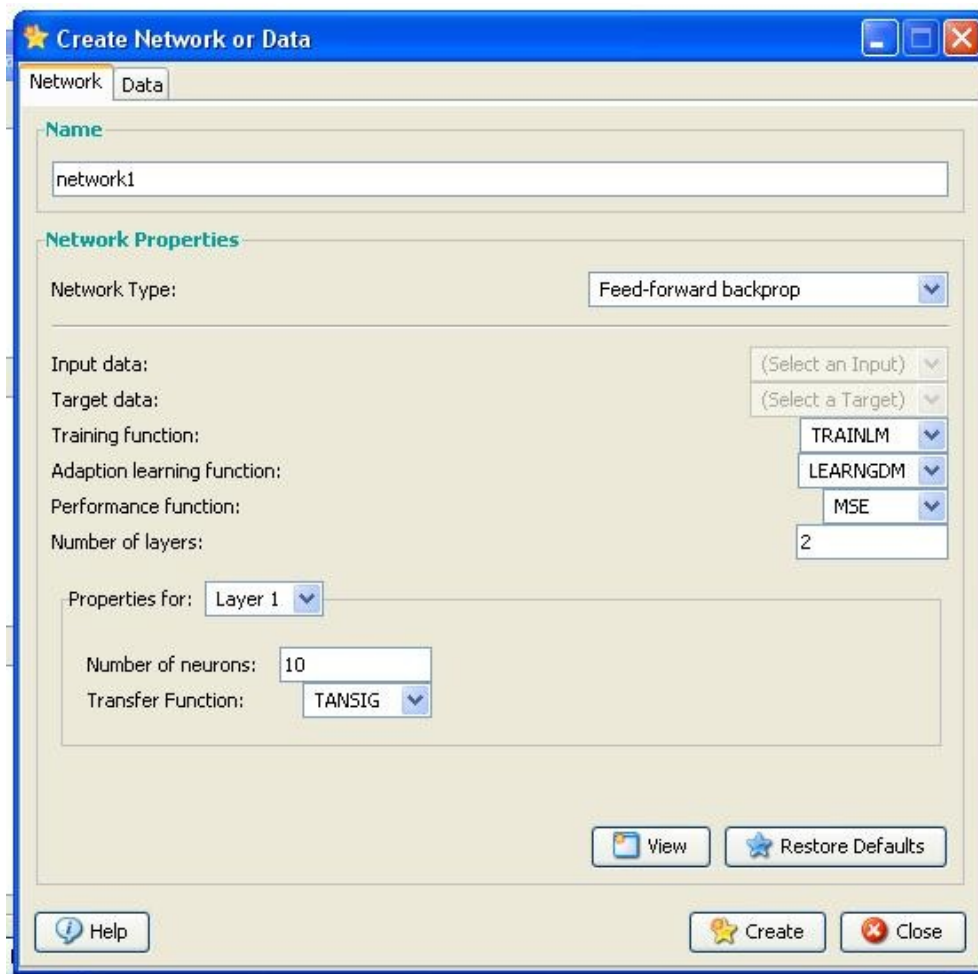 Create Network or Data
Network Data
Name
network1
Network Properties
Network Type: Feed-forward backprop
Input data: (Select an Input)
Target data: (Select a Target)
Training function: TRAINLM
Adaption learning function: LEARNGDM
Performance function: MSE
Number of layers: 2
Properties for: Layer 1
Number of neurons: 10
Transfer Function: TANSIG
View Restore Defaults
Help Create Close